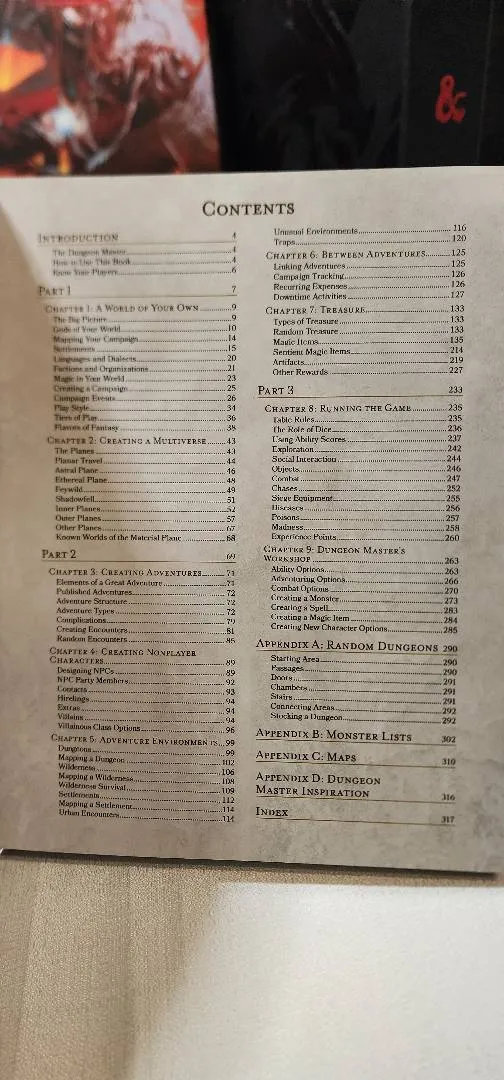 &
CONTENTS
INTRODUCTION 4
The Dungeon Master 4
How to Use This Book 4
Know Your Players 6
PART 1 7
CHAPTER 1: A WORLD OF YOUR OWN 9
The Big Picture 9
Gods of Your World 10
Mapping Your Campaign 14
Settlements 15
Languages and Dialects 20
Factions and Organizations 21
Magic in Your World 23
Creating a Campaign 25
Campaign Events 26
Play Style 34
Tiers of Play 36
Flavors of Fantasy 38
CHAPTER 2: CREATING A MULTIVERSE 43
The Planes 43
Planar Travel 44
Astral Plane 46
Ethereal Plane 48
Feywild 49
Shadowfell 51
Inner Planes 52
Outer Planes 57
Other Planes 67
Known Worlds of the Material Plane 68
PART 2 69
CHAPTER 3: CREATING ADVENTURES 71
Elements of a Great Adventure 71
Published Adventures 72
Adventure Structure 72
Adventure Types 72
Complications 79
Creating Encounters 81
Random Encounters 85
CHAPTER 4: CREATING NONPLAYER
CHARACTERS 89
Designing NPCs 89
NPC Party Members 92
Contacts 93
Hirelings 94
Extras 94
Villains 94
Villainous Class Options 96
CHAPTER 5: ADVENTURE ENVIRONMENTS 99
Dungeons 99
Mapping a Dungeon 102
Wilderness 106
Mapping a Wilderness 108
Wilderness Survival 109
Settlements 112
Mapping a Settlement 114
Urban Encounters 114
Unusual Environments 116
Traps 120
CHAPTER 6: BETWEEN ADVENTURES 125
Linking Adventures 125
Campaign Tracking 126
Recurring Expenses 126
Downtime Activities 127
CHAPTER 7: TREASURE 133
Types of Treasure 133
Random Treasure 133
Magic Items 135
Sentient Magic Items 214
Artifacts 219
Other Rewards 227
PART 3 233
CHAPTER 8: RUNNING THE GAME 235
Table Rules 235
The Role of Dice 236
Using Ability Scores 237
Exploration 242
Social Interaction 244
Objects 246
Combat 247
Chases 252
Siege Equipment 255
Diseases 256
Poisons 257
Madness 258
Experience Points 260
CHAPTER 9: DUNGEON MASTER'S
WORKSHOP 263
Ability Options 263
Adventuring Options 266
Combat Options 270
Creating a Monster 273
Creating a Spell 283
Creating a Magic Item 284
Creating New Character Options 285
APPENDIX A: RANDOM DUNGEONS 290
Starting Area 290
Passages 290
Doors 291
Chambers 291
Stairs 291
Connecting Areas 292
Stocking a Dungeon 292
APPENDIX B: MONSTER LISTS 302
APPENDIX C: MAPS 310
APPENDIX D: DUNGEON
MASTER INSPIRATION 316
INDEX 317